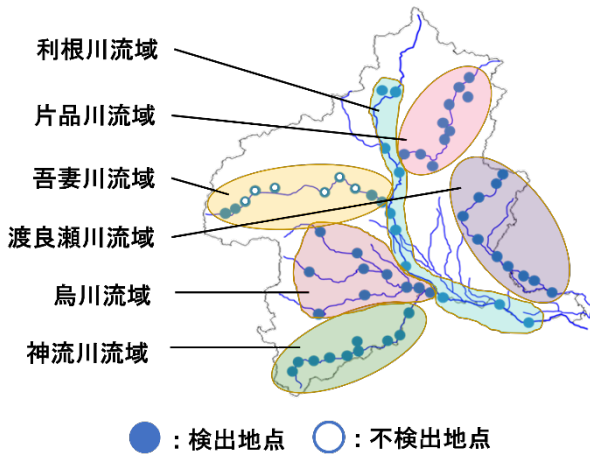 利根川流域
片品川流域
吾妻川流域
渡良瀬川流域
烏川流域
神流川流域
：検出地点　：不検出地点